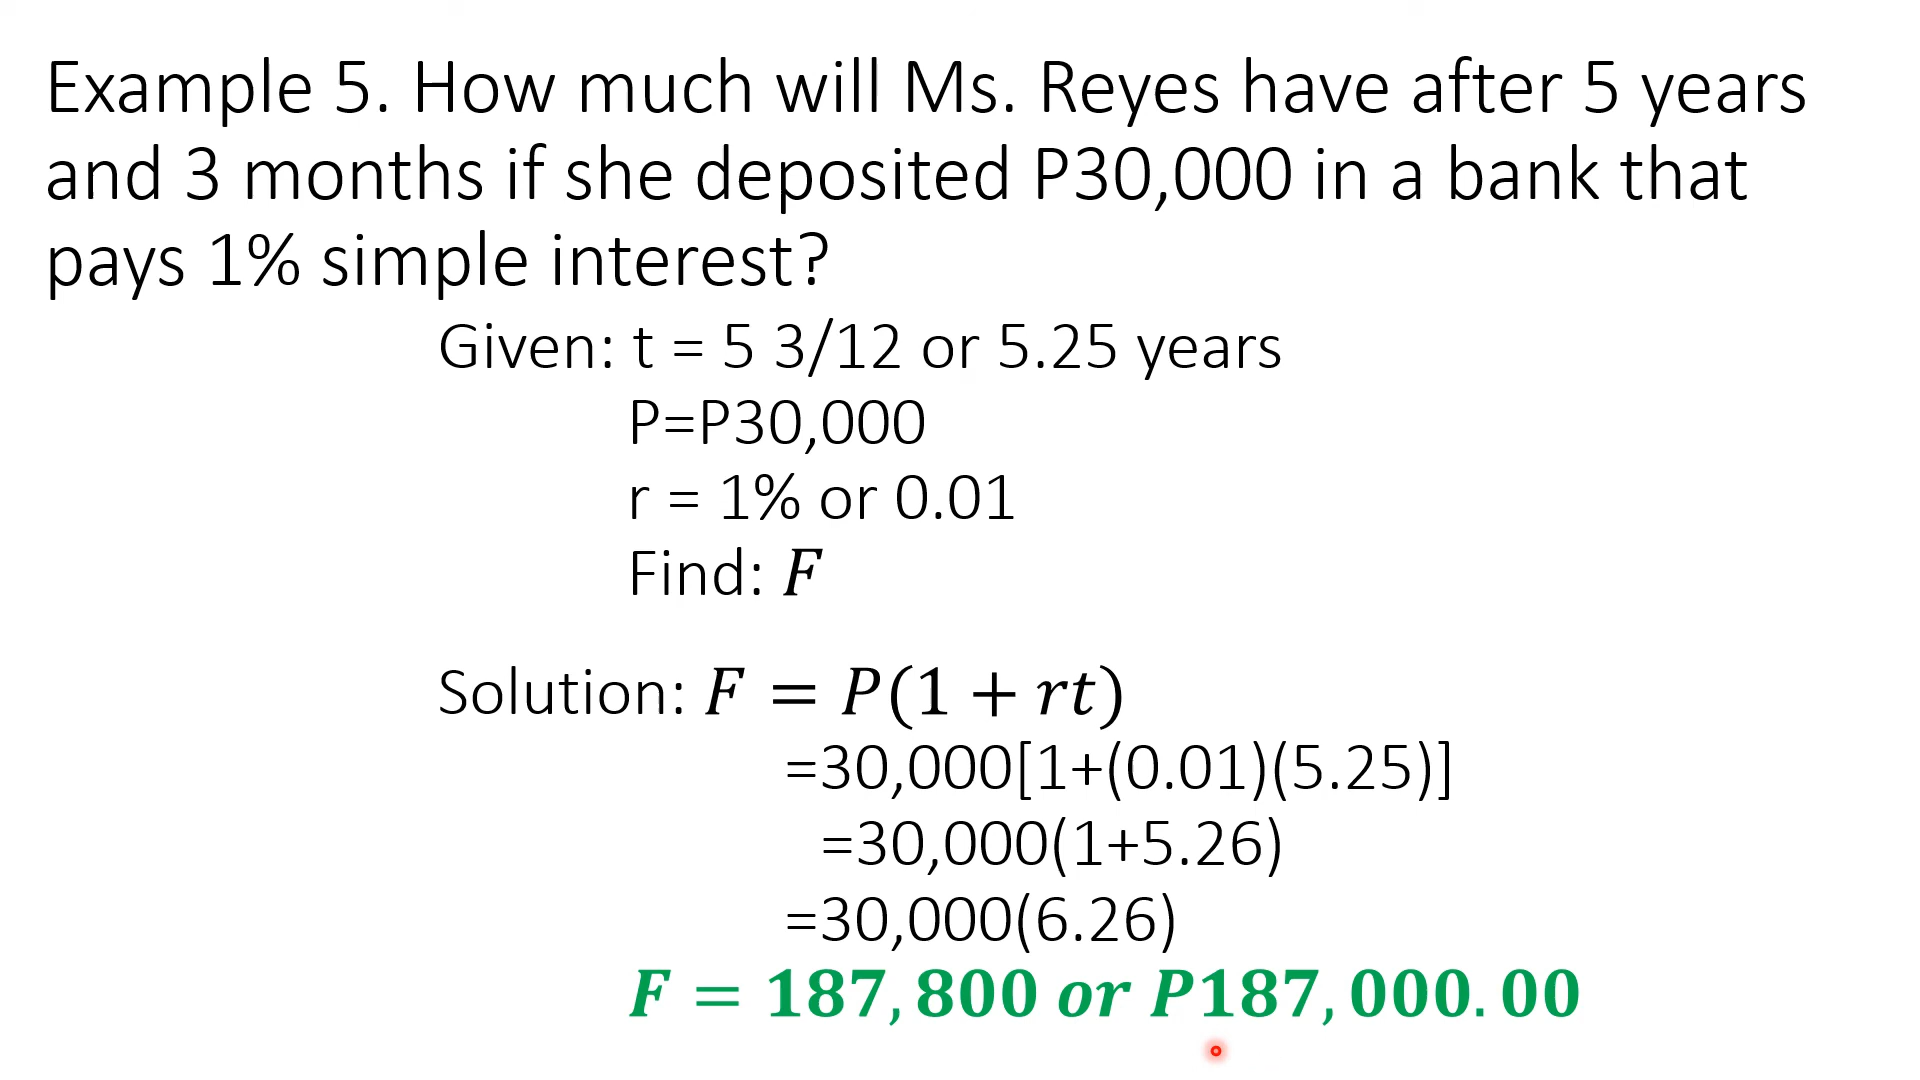 Example 5. How much will Ms. Reyes have after 5 years
and 3 months if she deposited P30,000 in a bank that
pays 1% simple interest?
Given: t = 5 3/12 or 5.25 years
P=P30,000
r = 1% or 0.01
Find: F
Solution: F = P(1 + rt)
=30,000[1+(0.01)(5.25)]
=30,000(1+5.26)
=30,000(6.26)
F = 187,800 or P187,000.00